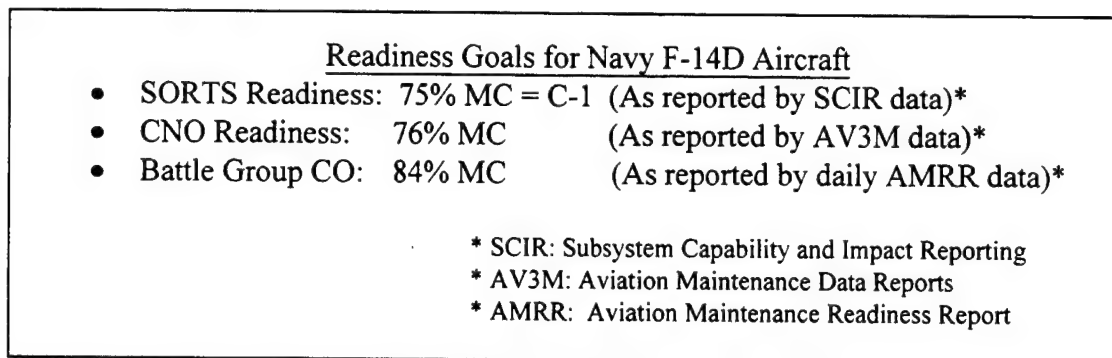 Readiness Goals for Navy F-14D Aircraft
• SORTS Readiness: 75% MC = C-1 (As reported by SCIR data)*
• CNO Readiness: 76% MC (As reported by AV3M data)*
• Battle Group CO: 84% MC (As reported by daily AMRR data)*
* SCIR: Subsystem Capability and Impact Reporting
* AV3M: Aviation Maintenance Data Reports
* AMRR: Aviation Maintenance Readiness Report